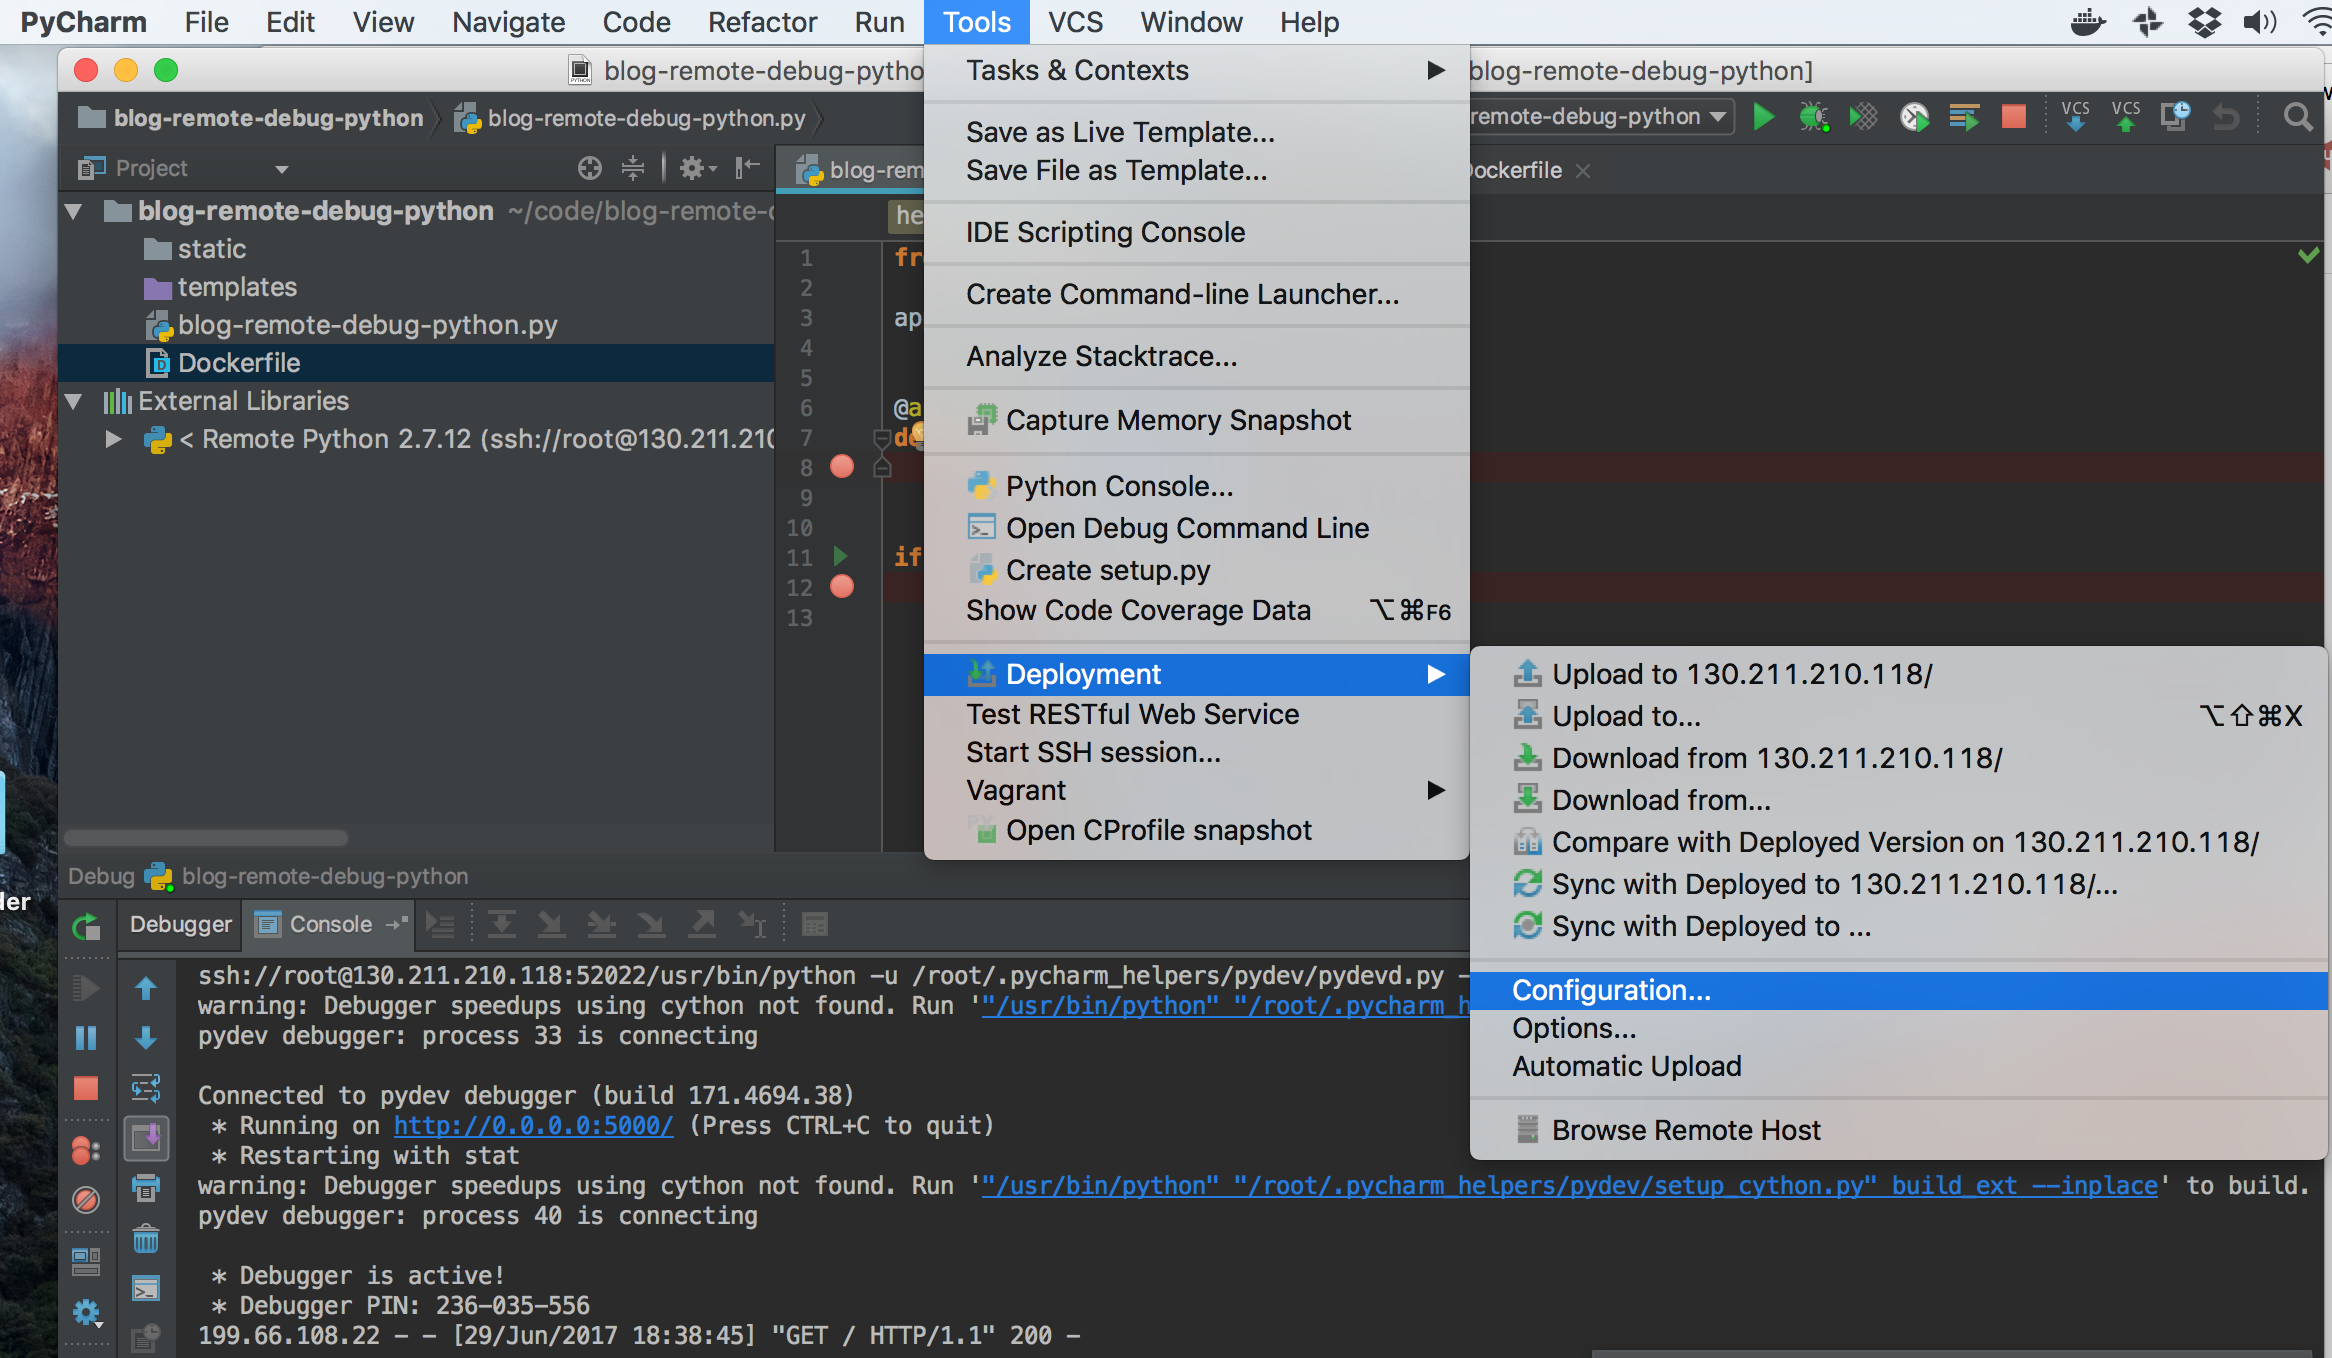 PyCharm File Edit View Navigate Code Refactor Run Tools VCS Window Help
blog-remote-debug-pytho
blog-remote-debug-python]
blog-remote-debug-python blog-remote-debug-python.py
remote-debug-python
VCS VCS
Project
blog-rem
Dockerfile
blog-remote-debug-python ~/code/blog-remote-
static
templates
blog-remote-debug-python.py
Dockerfile
External Libraries
< Remote Python 2.7.12 (ssh://root@130.211.210
he
1 fr
2
3 ap
4
5
6 @a
7 de
8
9
10
11 if
12
13
Tasks & Contexts
Save as Live Template...
Save File as Template...
IDE Scripting Console
Create Command-line Launcher...
Analyze Stacktrace...
Capture Memory Snapshot
Python Console...
Open Debug Command Line
Create setup.py
Show Code Coverage Data ⌥⌘F6
Deployment
Test RESTful Web Service
Start SSH session...
Vagrant
Open CProfile snapshot
Upload to 130.211.210.118/
Upload to... ⌥⇧⌘X
Download from 130.211.210.118/
Download from...
Compare with Deployed Version on 130.211.210.118/
Sync with Deployed to 130.211.210.118/...
Sync with Deployed to ...
Configuration...
Options...
Automatic Upload
Browse Remote Host
der
Debug blog-remote-debug-python
Debugger Console
ssh://root@130.211.210.118:52022/usr/bin/python -u /root/.pycharm_helpers/pydev/pydevd.py -
warning: Debugger speedups using cython not found. Run '"/usr/bin/python" "/root/.pycharm_h
pydev debugger: process 33 is connecting
Connected to pydev debugger (build 171.4694.38)
* Running on http://0.0.0.0:5000/ (Press CTRL+C to quit)
* Restarting with stat
warning: Debugger speedups using cython not found. Run '"/usr/bin/python" "/root/.pycharm_helpers/pydev/setup_cython.py" build_ext --inplace' to build.
pydev debugger: process 40 is connecting
* Debugger is active!
* Debugger PIN: 236-035-556
199.66.108.22 - - [29/Jun/2017 18:38:45] "GET / HTTP/1.1" 200 -